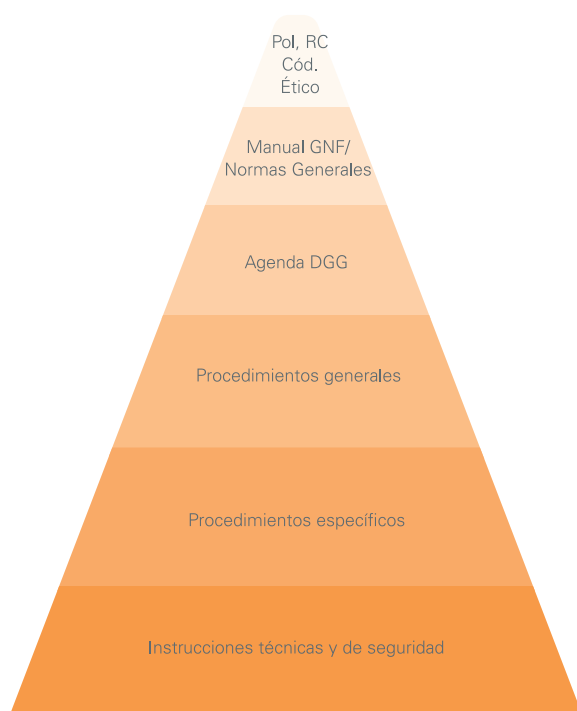 Pol, RC
Cód.
Ético
Manual GNF/
Normas Generales
Agenda DGG
Procedimientos generales
Procedimientos específicos
Instrucciones técnicas y de seguridad